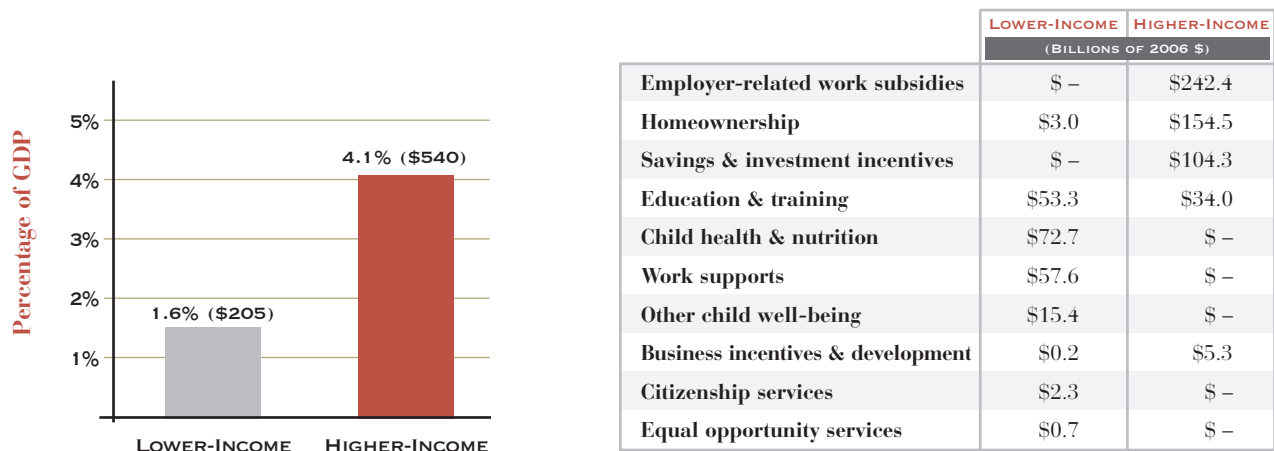 Percentage of GDP
5%
4%
3%
2%
1%
1.6% ($205)
4.1% ($540)
Lower-Income Higher-Income
Lower-Income Higher-Income
(Billions of 2006 $)
Employer-related work subsidies $ – $242.4
Homeownership $3.0 $154.5
Savings & investment incentives $ – $104.3
Education & training $53.3 $34.0
Child health & nutrition $72.7 $ –
Work supports $57.6 $ –
Other child well-being $15.4 $ –
Business incentives & development $0.2 $5.3
Citizenship services $2.3 $ –
Equal opportunity services $0.7 $ –